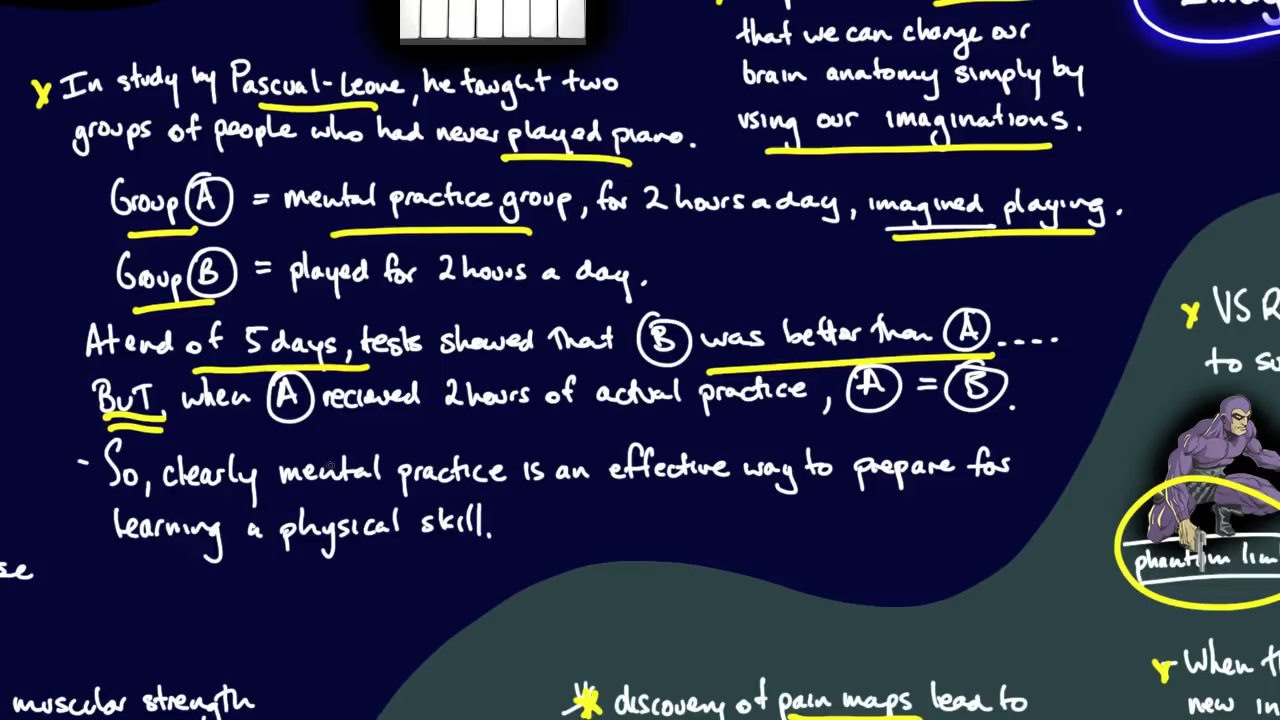 that we can change our
brain anatomy simply by
using our imaginations.
* In study by Pascual-Leone, he taught two
groups of people who had never played piano.
Group A = mental practice group, for 2 hours a day, imagined playing.
Group B = played for 2 hours a day.
At end of 5 days, tests showed that B was better than A ....
BUT when A recieved 2 hours of actual practice, A = B.
- So, clearly mental practice is an effective way to prepare for
learning a physical skill.
VS
to
phantom
muscular strength
* discovery of pain maps lead to
When
new